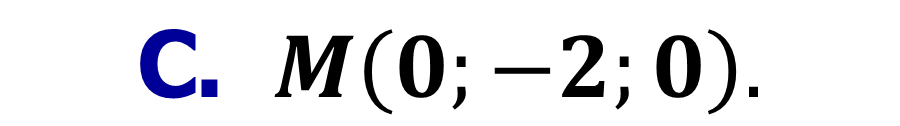 C. M(0; −2; 0).